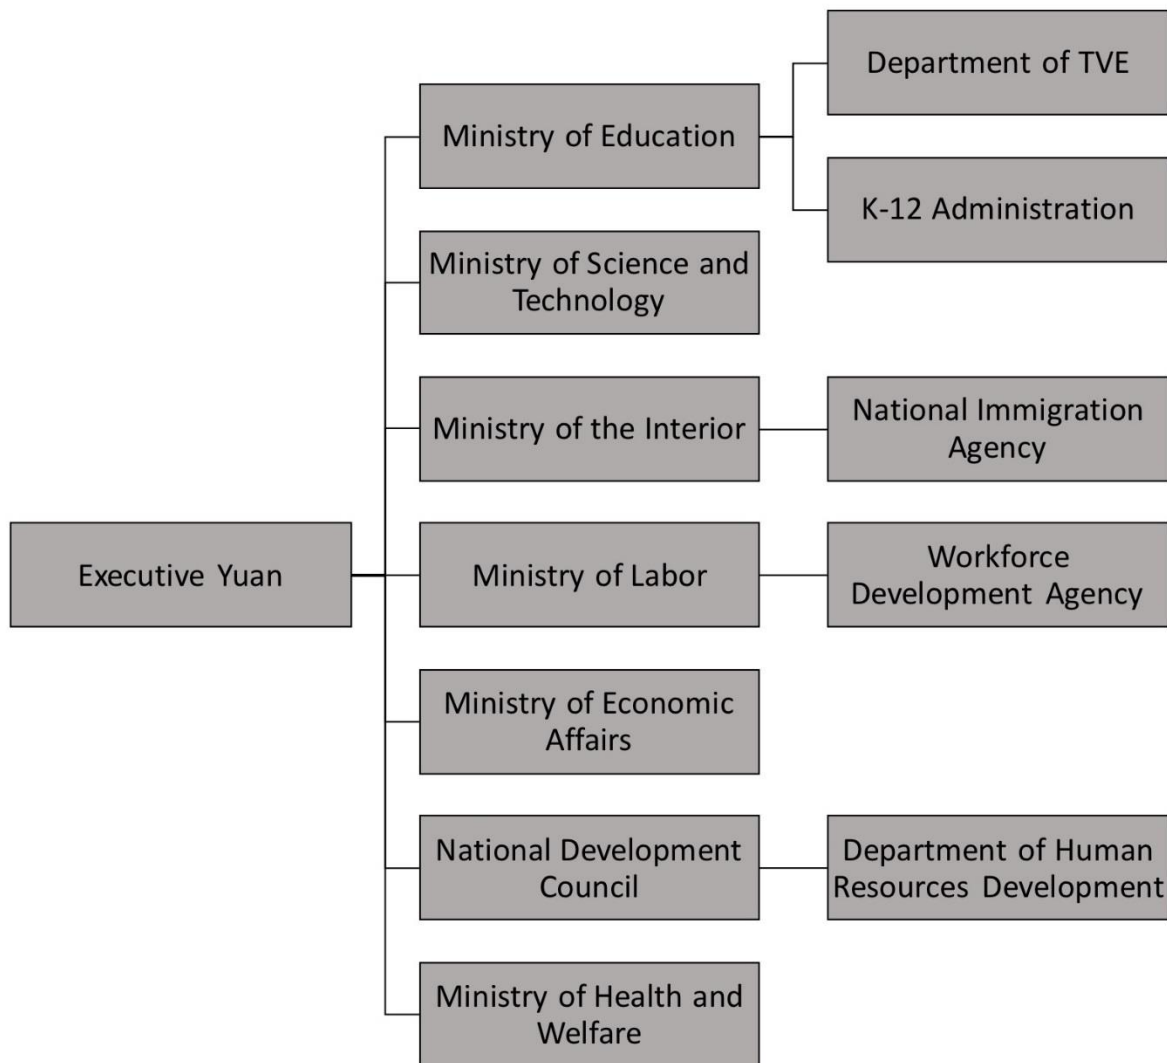 Department of TVE
Ministry of Education
K-12 Administration
Ministry of Science and
Technology
Ministry of the Interior
National Immigration
Agency
Executive Yuan
Ministry of Labor
Workforce
Development Agency
Ministry of Economic
Affairs
National Development
Council
Department of Human
Resources Development
Ministry of Health and
Welfare